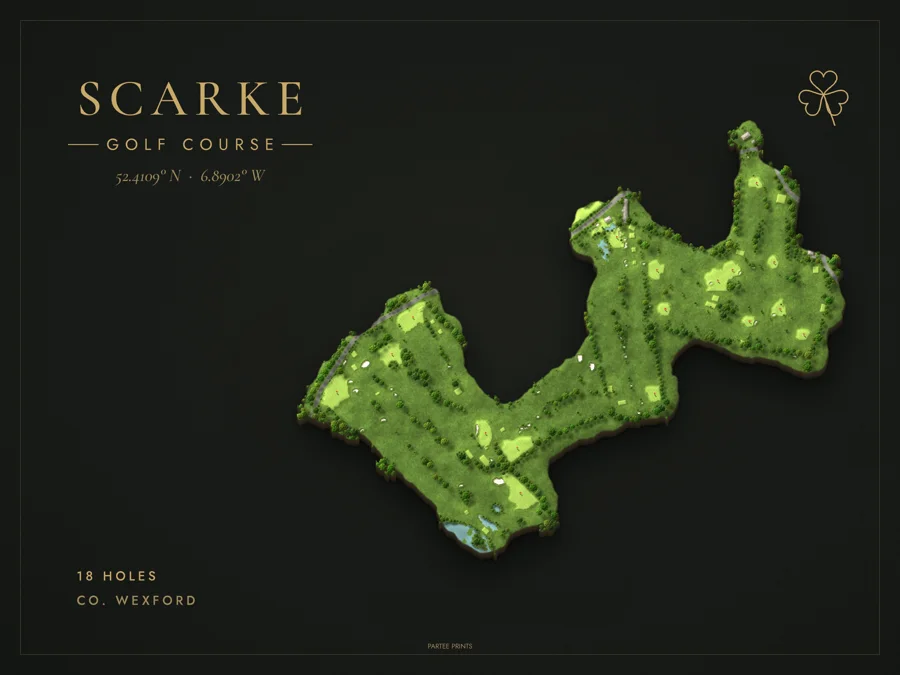 SCARKE
GOLF COURSE
52.4109° N · 6.8902° W
18 HOLES
CO. WEXFORD
PARTEE PRINTS